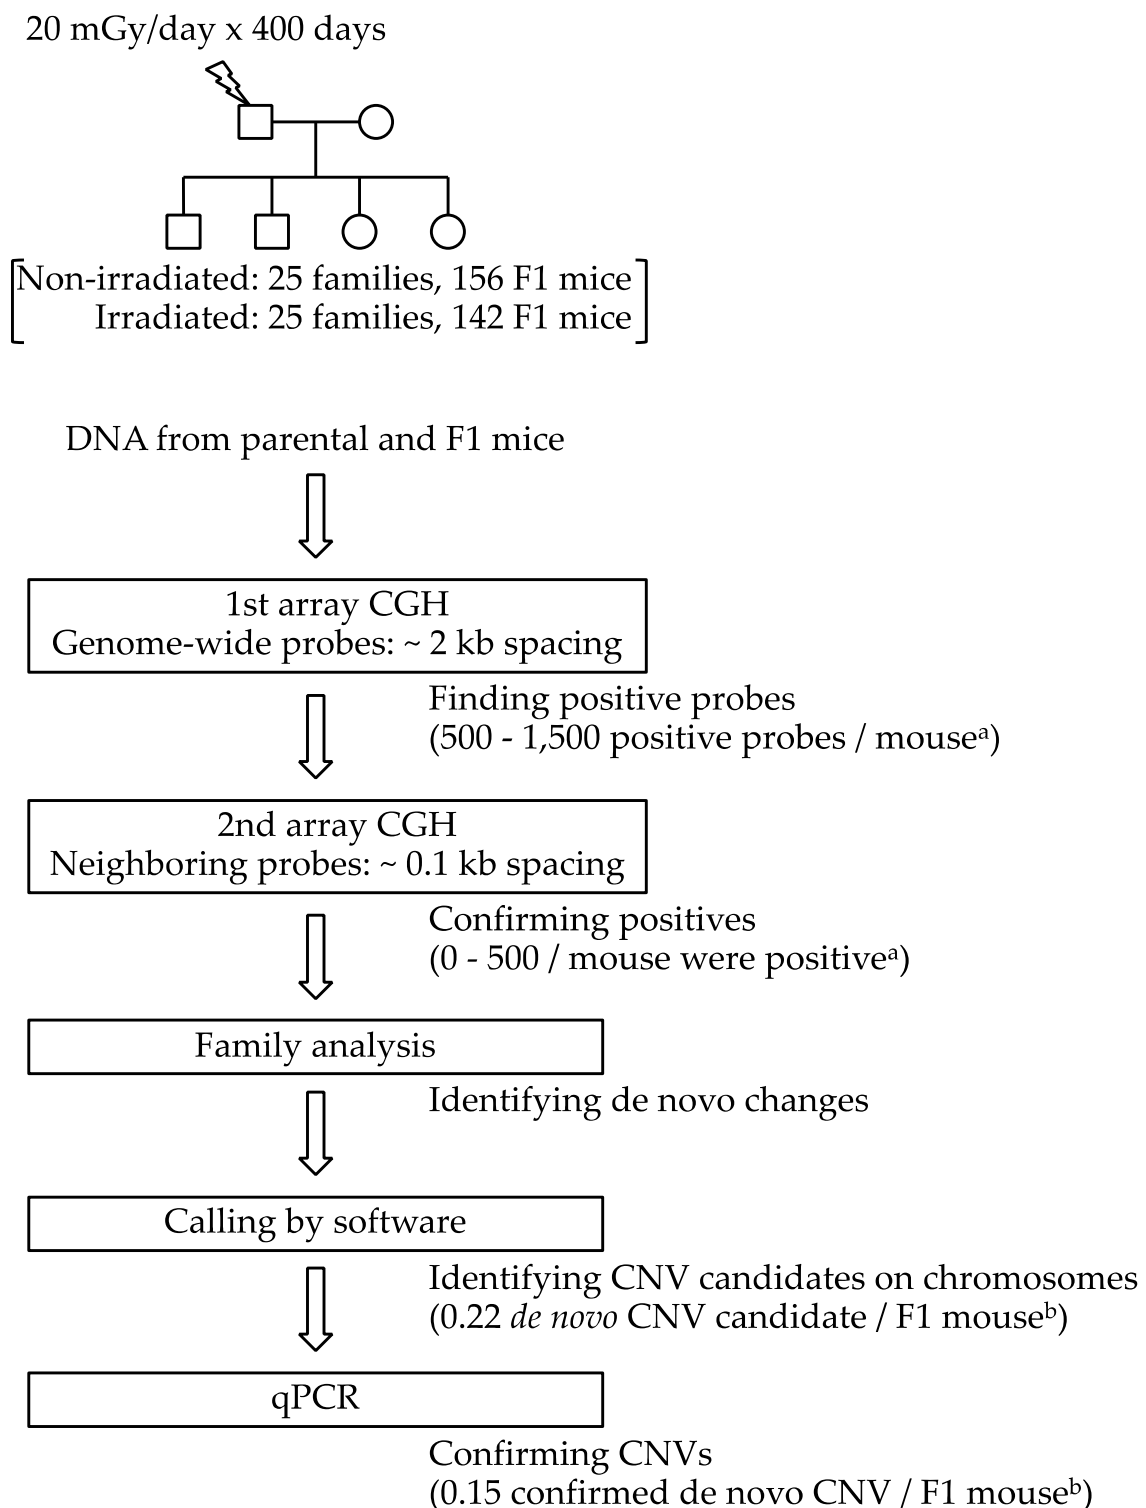 20 mGy/day x 400 days
Non-irradiated: 25 families, 156 F1 mice
Irradiated: 25 families, 142 F1 mice
DNA from parental and F1 mice
1st array CGH
Genome-wide probes: ~ 2 kb spacing
Finding positive probes
(500 - 1,500 positive probes / mouseᵃ)
2nd array CGH
Neighboring probes: ~ 0.1 kb spacing
Confirming positives
(0 - 500 / mouse were positiveᵃ)
Family analysis
Identifying de novo changes
Calling by software
Identifying CNV candidates on chromosomes
(0.22 de novo CNV candidate / F1 mouseᵇ)
qPCR
Confirming CNVs
(0.15 confirmed de novo CNV / F1 mouseᵇ)